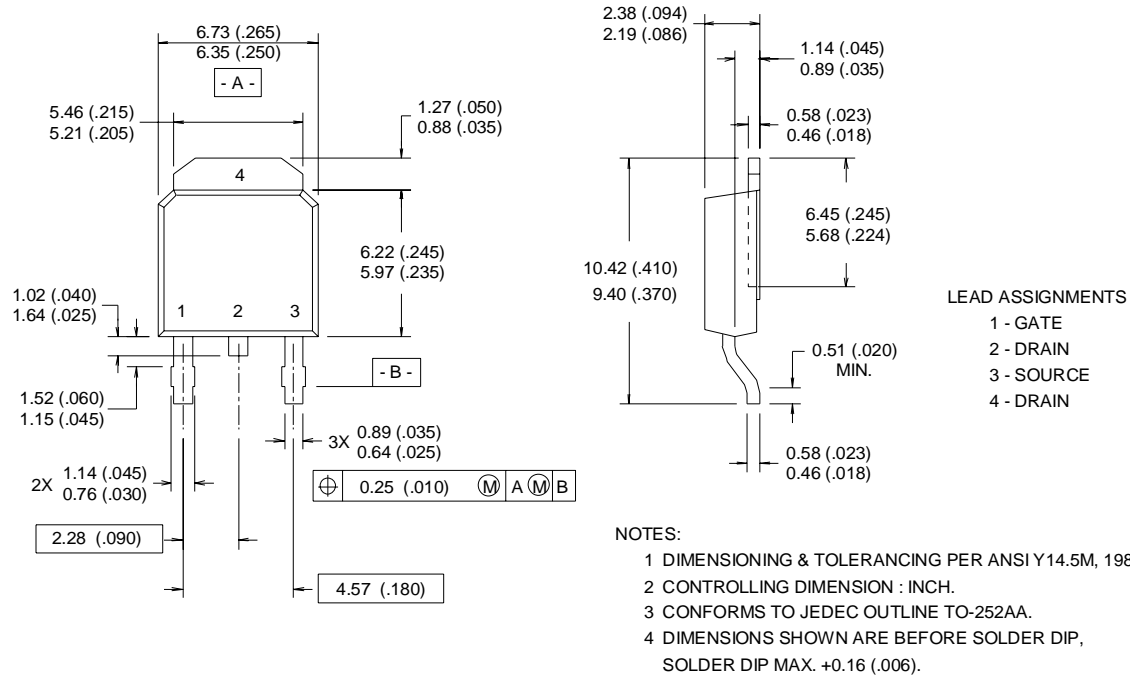 6.73 (.265)
6.35 (.250)
- A -
5.46 (.215)
5.21 (.205)
1.27 (.050)
0.88 (.035)
4
6.22 (.245)
5.97 (.235)
1.02 (.040)
1.64 (.025)
1 2 3
- B -
1.52 (.060)
1.15 (.045)
3X 0.89 (.035)
0.64 (.025)
2X 1.14 (.045)
0.76 (.030)
⌖ 0.25 (.010) Ⓜ A Ⓜ B
2.28 (.090)
4.57 (.180)
2.38 (.094)
2.19 (.086)
1.14 (.045)
0.89 (.035)
0.58 (.023)
0.46 (.018)
6.45 (.245)
5.68 (.224)
10.42 (.410)
9.40 (.370)
0.51 (.020)
MIN.
0.58 (.023)
0.46 (.018)
LEAD ASSIGNMENTS
1 - GATE
2 - DRAIN
3 - SOURCE
4 - DRAIN
NOTES:
1 DIMENSIONING & TOLERANCING PER ANSI Y14.5M, 198
2 CONTROLLING DIMENSION : INCH.
3 CONFORMS TO JEDEC OUTLINE TO-252AA.
4 DIMENSIONS SHOWN ARE BEFORE SOLDER DIP,
SOLDER DIP MAX. +0.16 (.006).